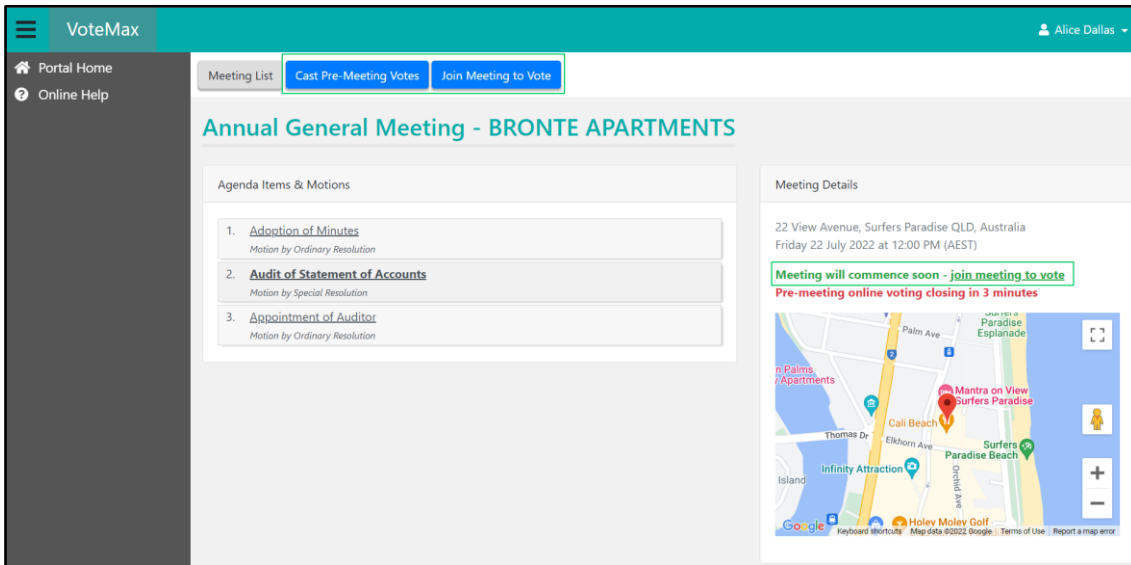 VoteMax
Alice Dallas
Portal Home
Online Help
Meeting List
Cast Pre-Meeting Votes
Join Meeting to Vote
Annual General Meeting - BRONTE APARTMENTS
Agenda Items & Motions
1. Adoption of Minutes
Motion by Ordinary Resolution
2. Audit of Statement of Accounts
Motion by Special Resolution
3. Appointment of Auditor
Motion by Ordinary Resolution
Meeting Details
22 View Avenue, Surfers Paradise QLD, Australia
Friday 22 July 2022 at 12:00 PM (AEST)
Meeting will commence soon - join meeting to vote
Pre-meeting online voting closing in 3 minutes
Paradise
Esplanade
Palm Ave
2
n Palms
Apartments
Mantra on View
Surfers Paradise
Cali Beach
Thomas Dr
Elkhorn Ave
Surfers
Paradise Beach
Infinity Attraction
Island
Orchid Ave
Holey Moley Golf
Google
Keyboard shortcuts
Map data ©2022 Google
Terms of Use
Report a map error